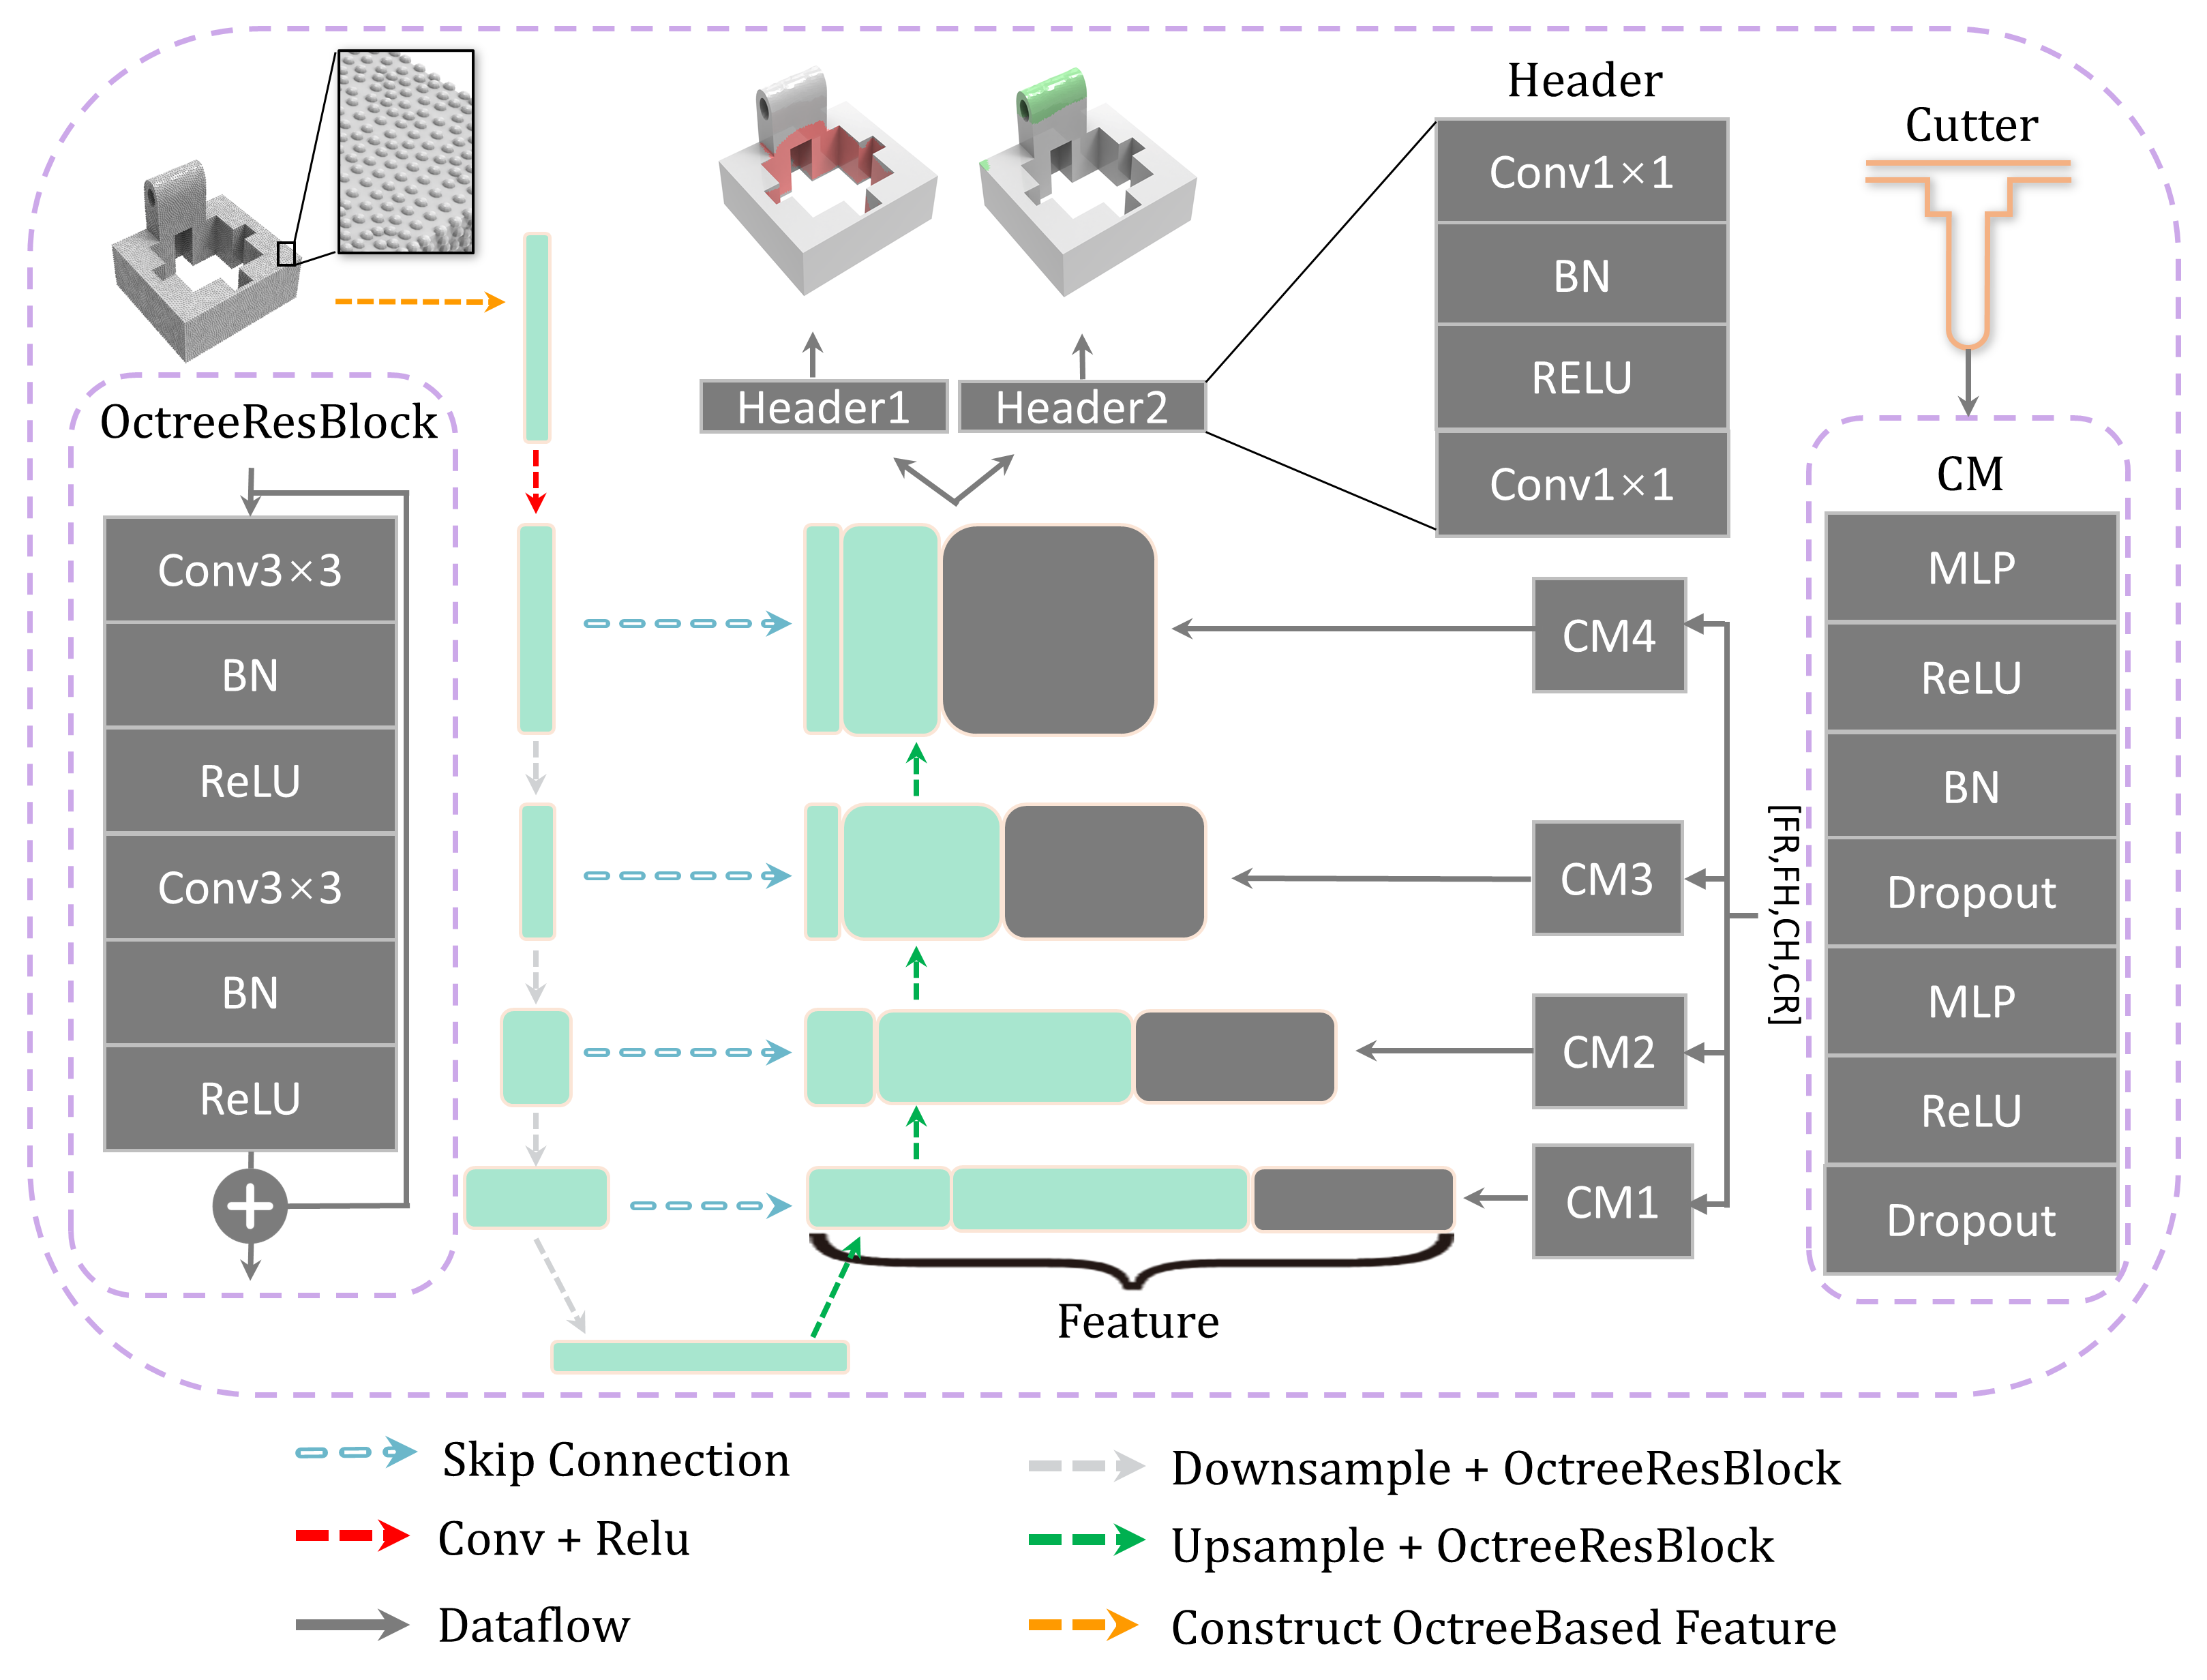 Header
Conv1×1
BN
RELU
Conv1×1
Cutter
Header1
Header2
OctreeResBlock
Conv3×3
BN
ReLU
Conv3×3
BN
ReLU
CM
MLP
ReLU
BN
Dropout
MLP
ReLU
Dropout
CM4
CM3
CM2
CM1
[FR,FH,CH,CR]
Feature
Skip Connection
Conv + Relu
Dataflow
Downsample + OctreeResBlock
Upsample + OctreeResBlock
Construct OctreeBased Feature